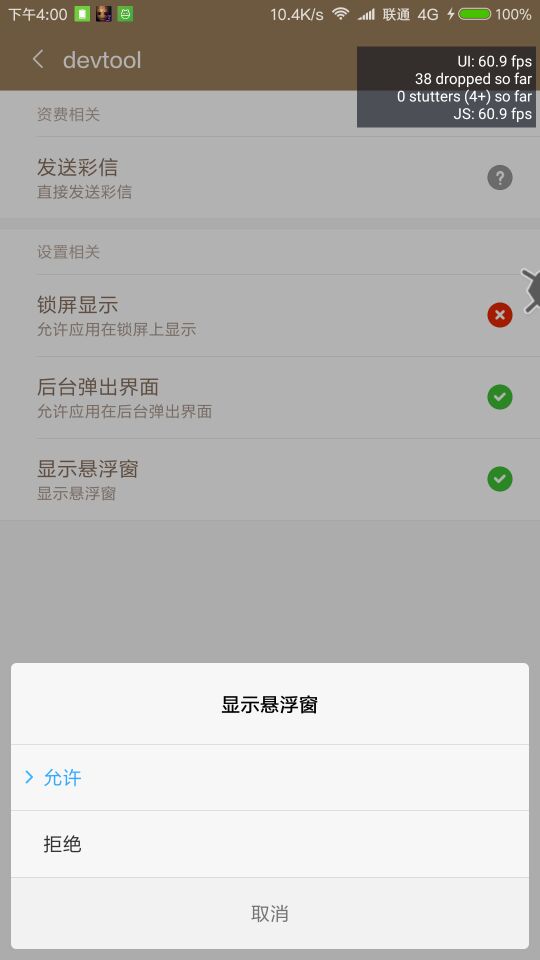 下午4:00
10.4K/s
联通 4G
100%
devtool
UI: 60.9 fps
38 dropped so far
0 stutters (4+) so far
JS: 60.9 fps
资费相关
发送彩信
直接发送彩信
设置相关
锁屏显示
允许应用在锁屏上显示
后台弹出界面
允许应用在后台弹出界面
显示悬浮窗
显示悬浮窗
显示悬浮窗
允许
拒绝
取消